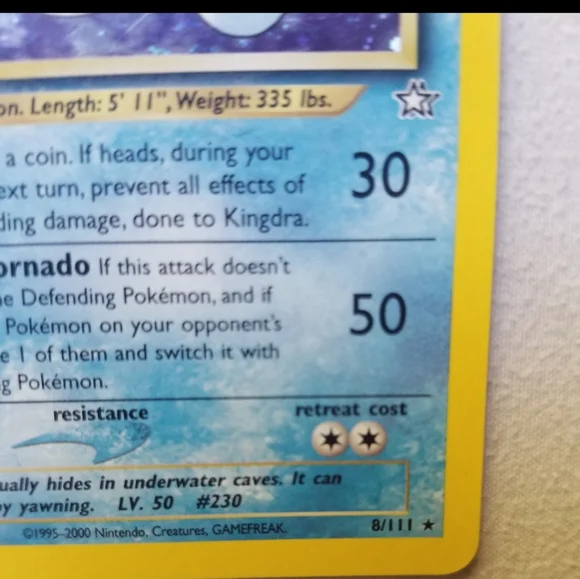 on. Length: 5' 11", Weight: 335 lbs.
a coin. If heads, during your
ext turn, prevent all effects of
ding damage, done to Kingdra.
30
ornado If this attack doesn't
e Defending Pokémon, and if
Pokémon on your opponent's
e 1 of them and switch it with
g Pokémon.
50
resistance retreat cost
ually hides in underwater caves. It can
y yawning. LV. 50 #230
©1995-2000 Nintendo, Creatures, GAMEFREAK. 8/111 ★